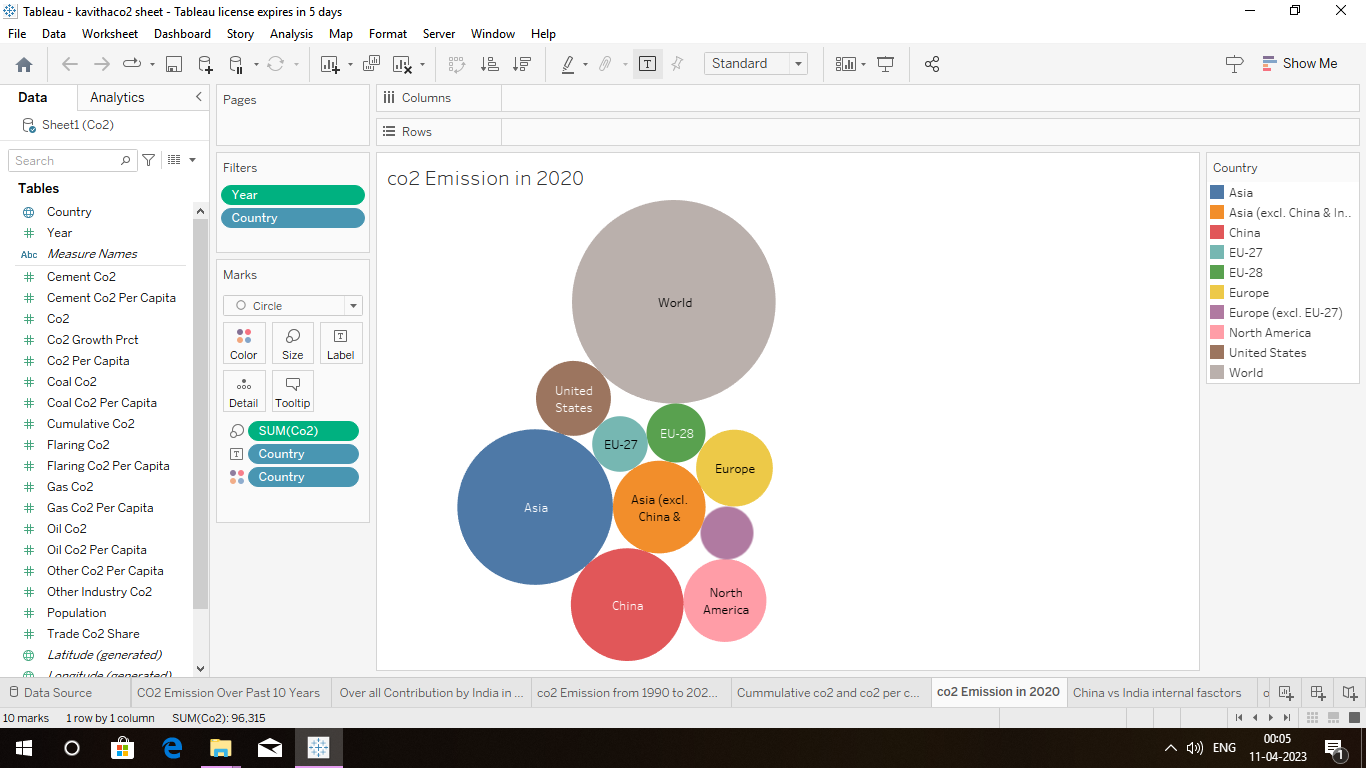 Tableau - kavithaco2 sheet - Tableau license expires in 5 days
File Data Worksheet Dashboard Story Analysis Map Format Server Window Help
Standard
Show Me
Data Analytics
Sheet1 (Co2)
Search
Tables
Country
Year
Abc Measure Names
Cement Co2
Cement Co2 Per Capita
Co2
Co2 Growth Prct
Co2 Per Capita
Coal Co2
Coal Co2 Per Capita
Cumulative Co2
Flaring Co2
Flaring Co2 Per Capita
Gas Co2
Gas Co2 Per Capita
Oil Co2
Oil Co2 Per Capita
Other Co2 Per Capita
Other Industry Co2
Population
Trade Co2 Share
Latitude (generated)
Longitude (generated)
Pages
Filters
Year
Country
Marks
Circle
Color Size Label
Detail Tooltip
SUM(Co2)
Country
Country
Columns
Rows
co2 Emission in 2020
World
United
States
EU-27
EU-28
Europe
Asia
Asia (excl.
China &
China
North
America
Country
Asia
Asia (excl. China & In..
China
EU-27
EU-28
Europe
Europe (excl. EU-27)
North America
United States
World
Data Source CO2 Emission Over Past 10 Years Over all Contribution by India in ... co2 Emission from 1990 to 202... Cummulative co2 and co2 per c... co2 Emission in 2020 China vs India internal fasctors o
10 marks 1 row by 1 column SUM(Co2): 96,315
ENG
00:05
11-04-2023
1